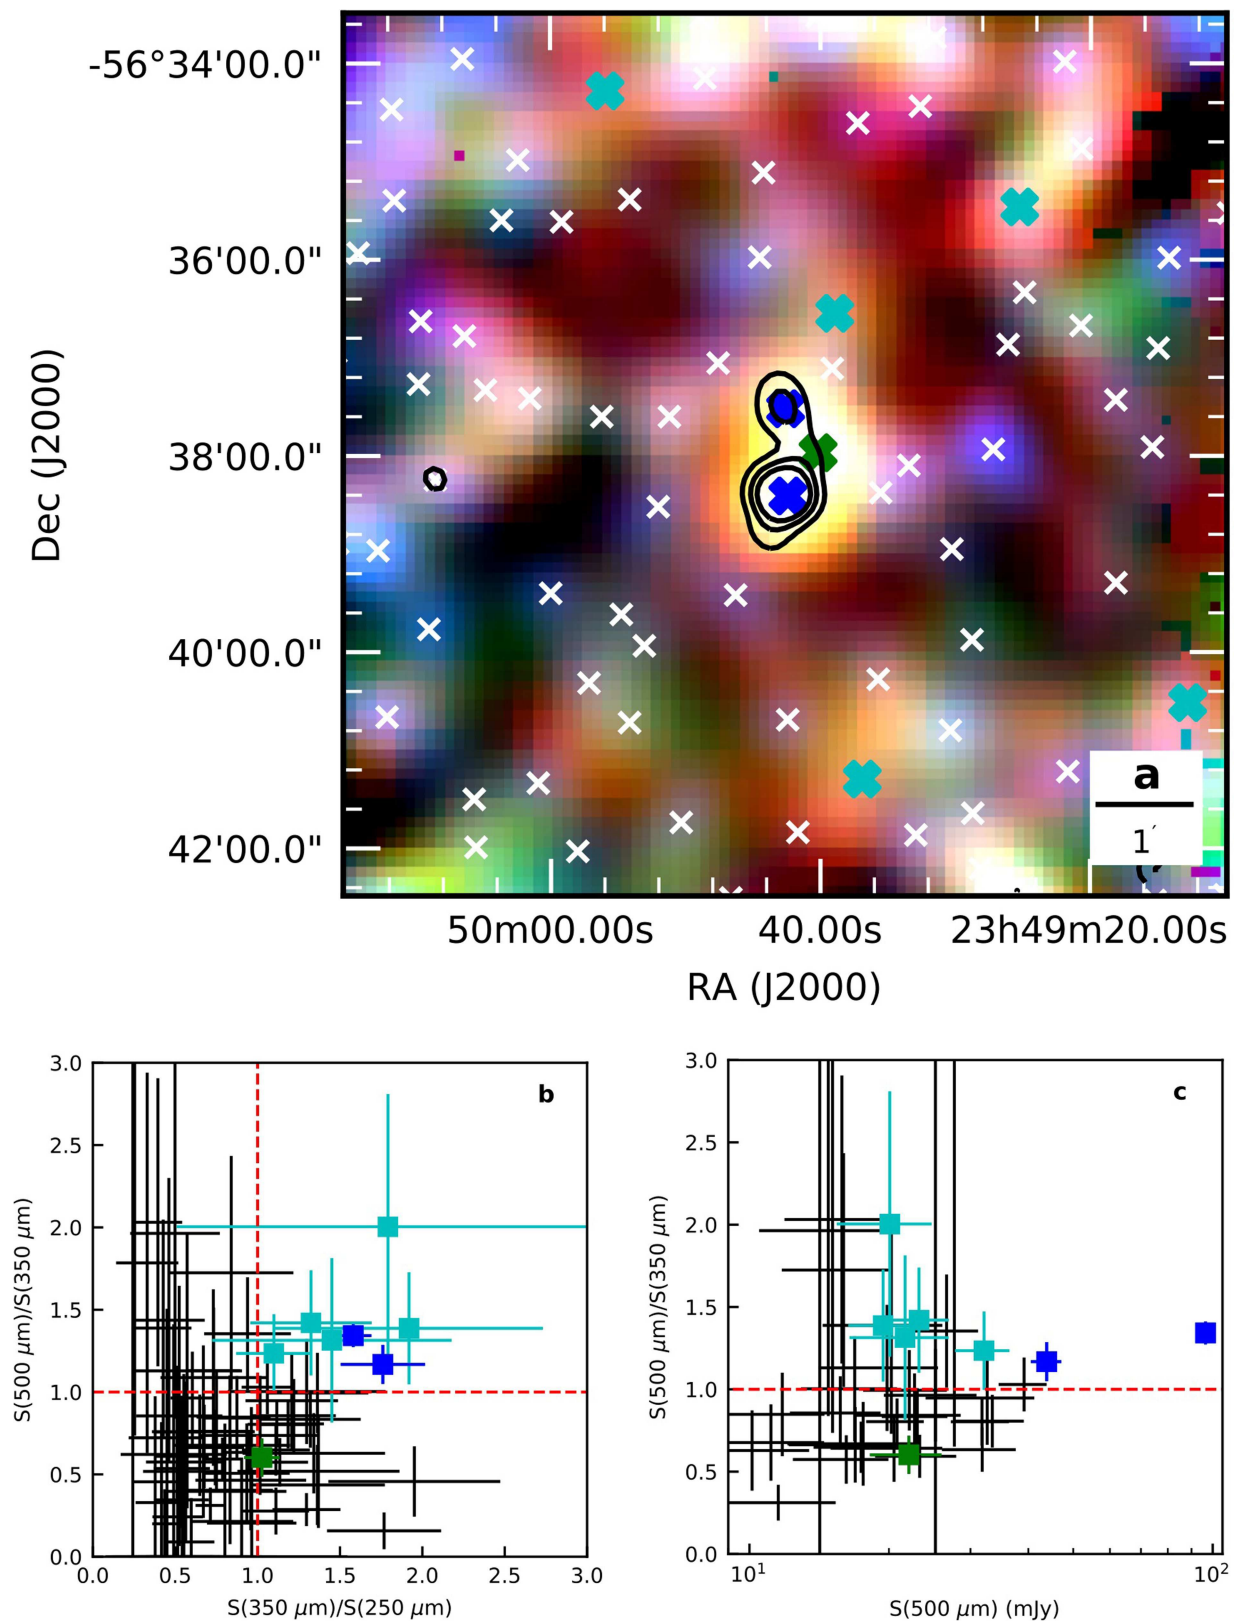 -56°34'00.0"
36'00.0"
38'00.0"
40'00.0"
42'00.0"
Dec (J2000)
a
1′
50m00.00s 40.00s 23h49m20.00s
RA (J2000)
3.0
2.5
2.0
1.5
1.0
0.5
0.0
S(500 μm)/S(350 μm)
b
0.0 0.5 1.0 1.5 2.0 2.5 3.0
S(350 μm)/S(250 μm)
3.0
2.5
2.0
1.5
1.0
0.5
0.0
S(500 μm)/S(350 μm)
c
10¹ 10²
S(500 μm) (mJy)